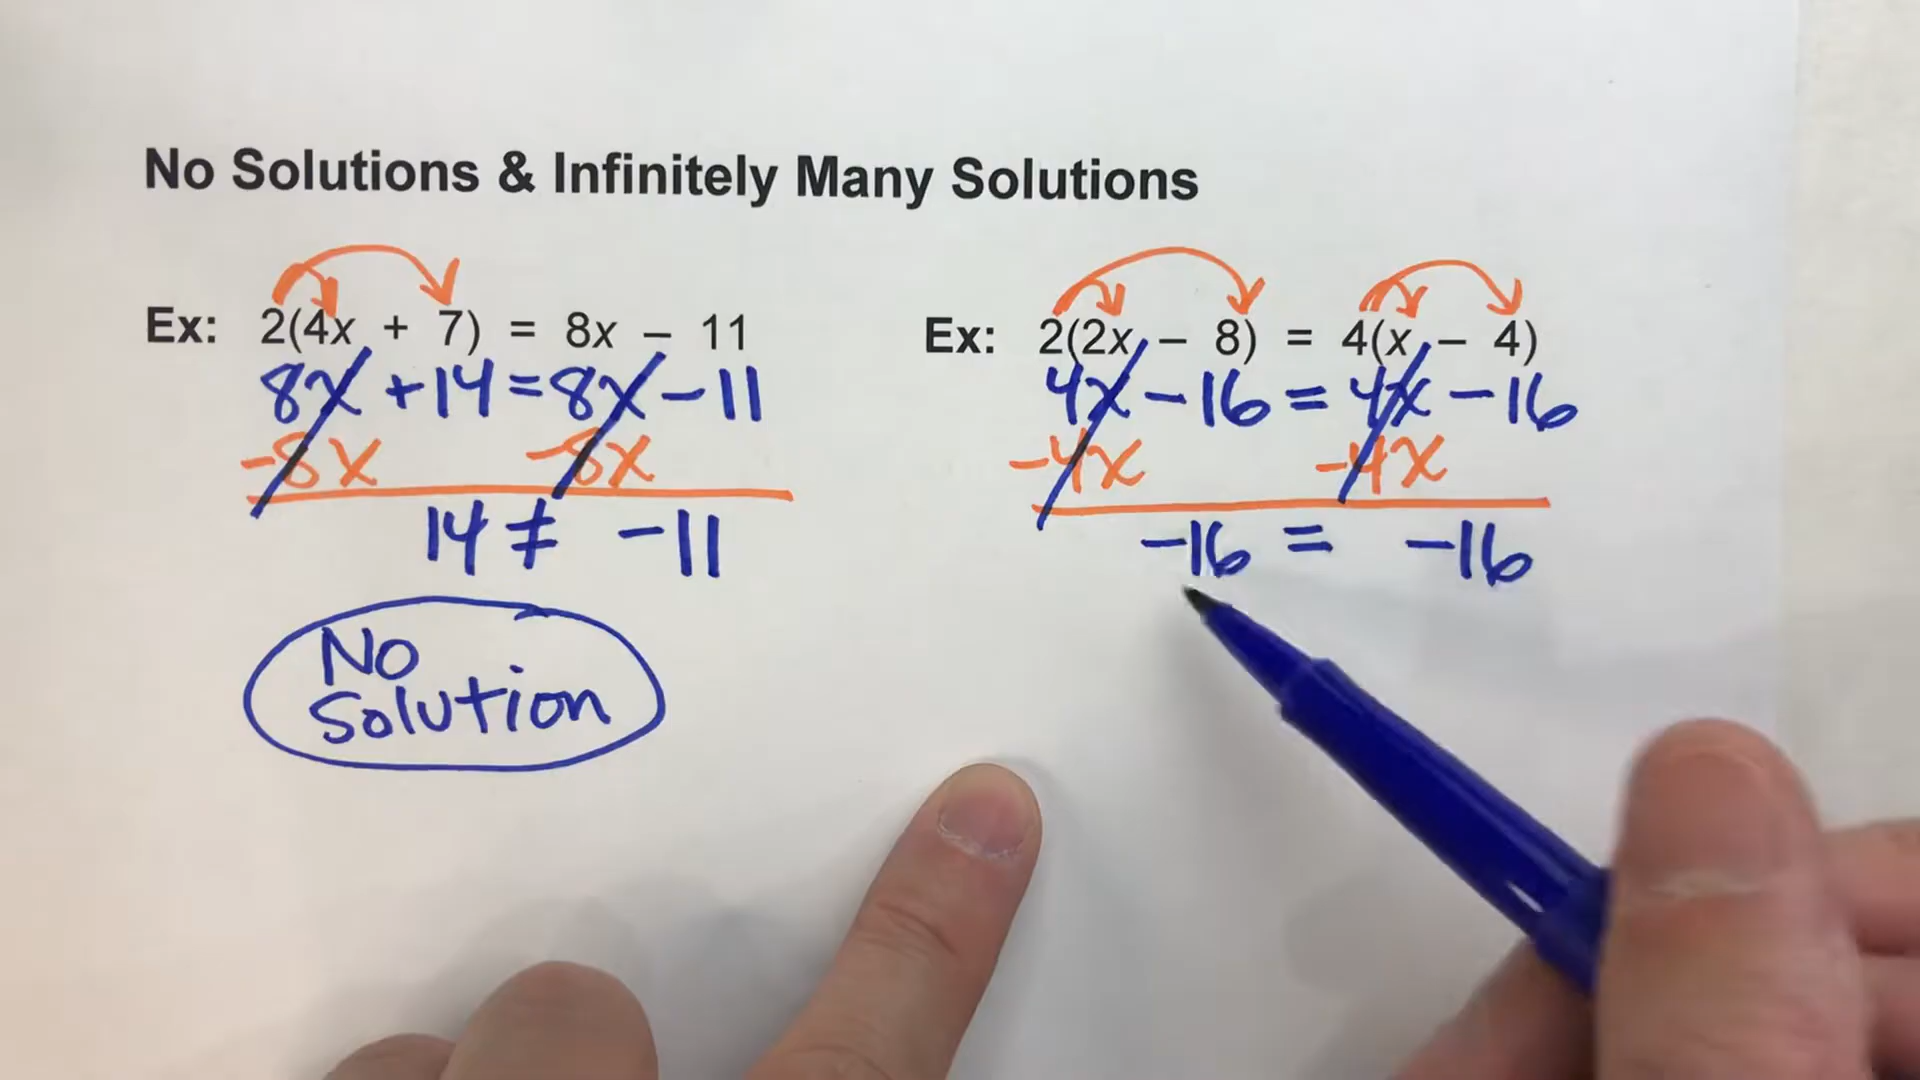 No Solutions & Infinitely Many Solutions
Ex: 2(4x + 7) = 8x – 11
8x + 14 = 8x - 11
-8x -8x
14 ≠ -11
No
Solution
Ex: 2(2x – 8) = 4(x – 4)
4x - 16 = 4x - 16
-4x -4x
-16 = -16